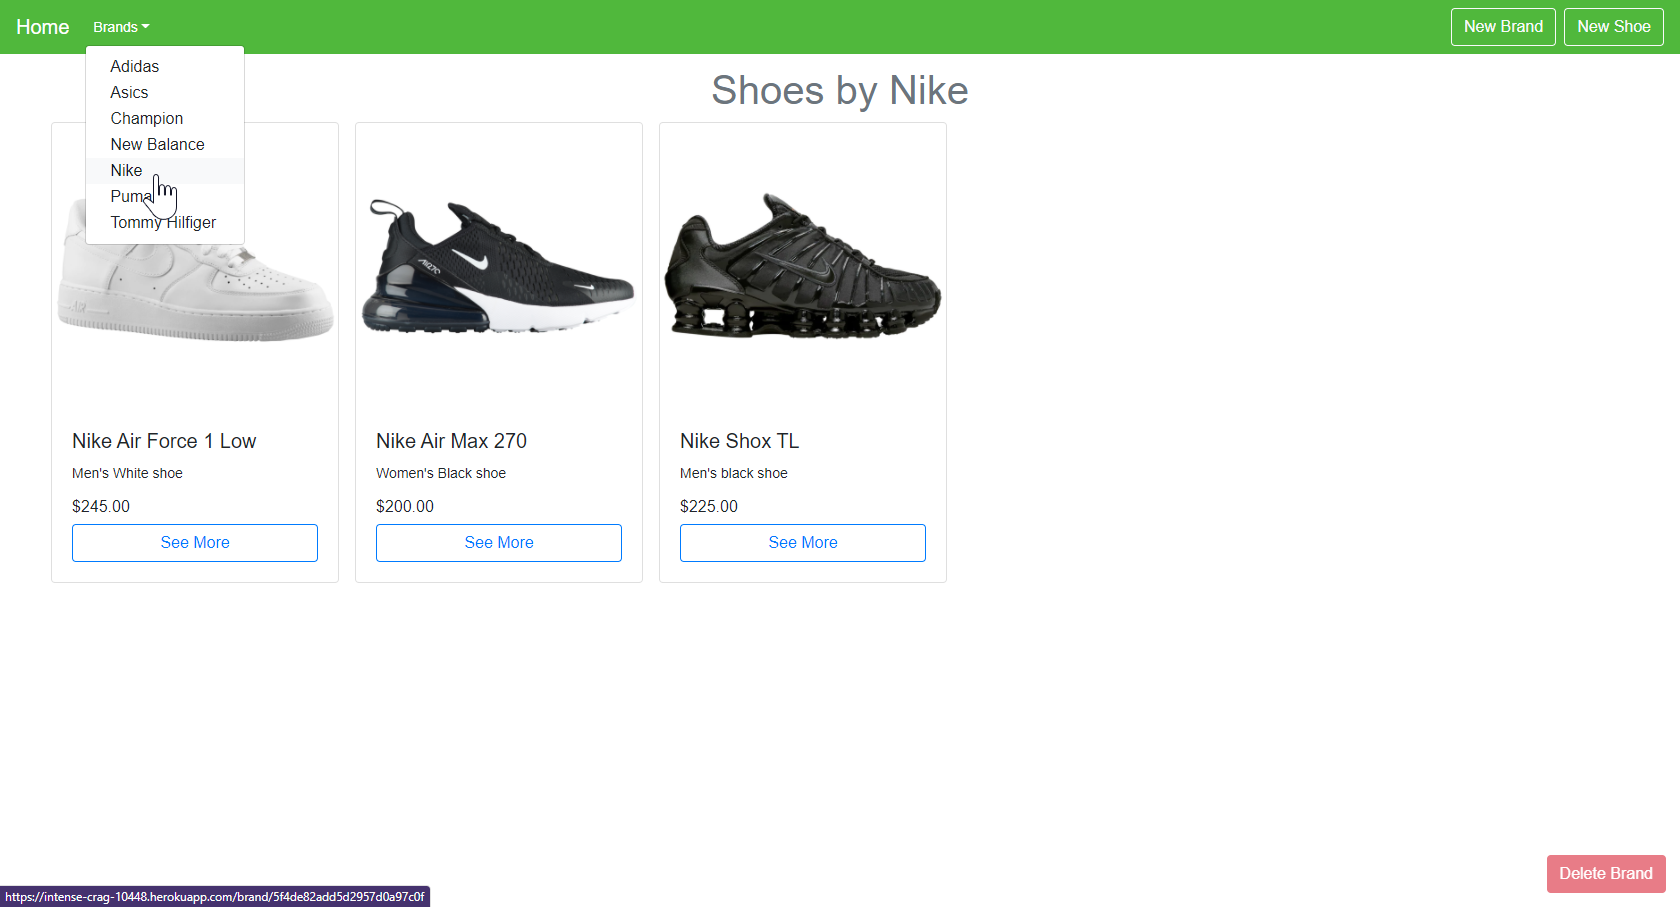 Home Brands New Brand New Shoe
Adidas
Asics
Champion
New Balance
Nike
Puma
Tommy Hilfiger
Shoes by Nike
AIR
AIR270
Nike Air Force 1 Low
Men's White shoe
$245.00
See More
Nike Air Max 270
Women's Black shoe
$200.00
See More
Nike Shox TL
Men's black shoe
$225.00
See More
Delete Brand
https://intense-crag-10448.herokuapp.com/brand/5f4de82add5d2957d0a97c0f